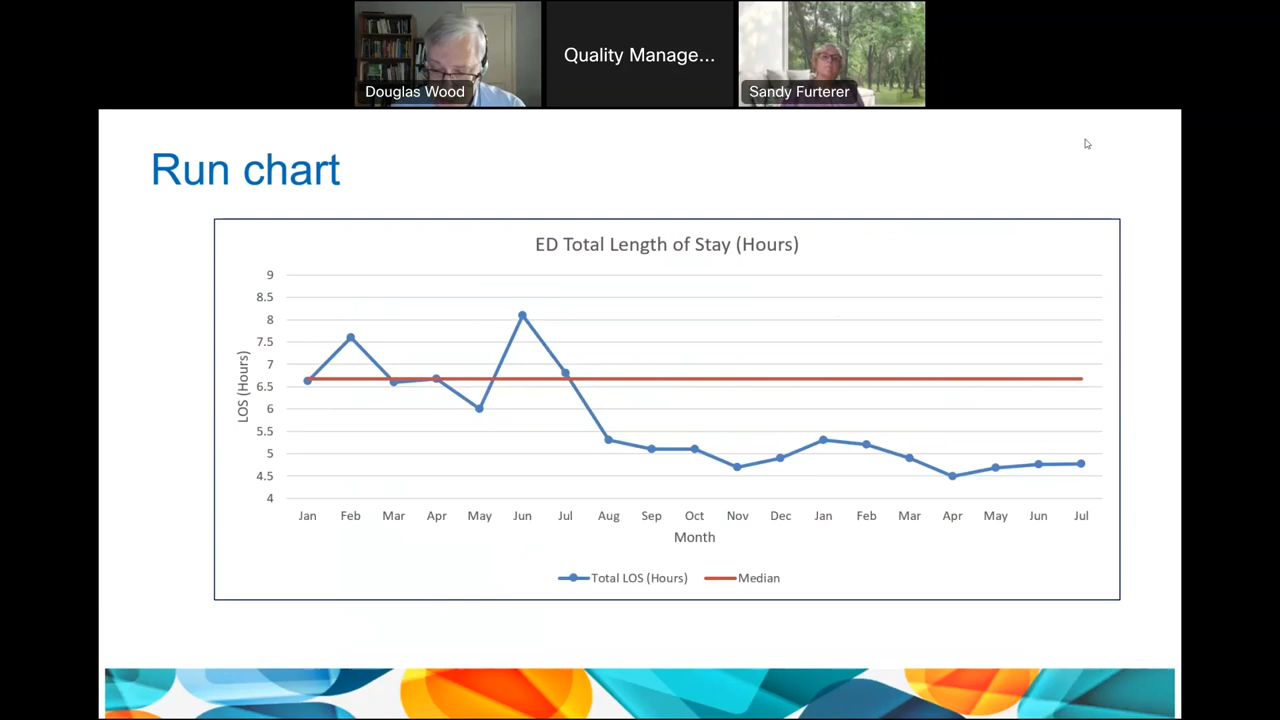 Douglas Wood
Quality Manage...
Sandy Furterer
Run chart
ED Total Length of Stay (Hours)
9
8.5
8
7.5
7
6.5
6
5.5
5
4.5
4
LOS (Hours)
Jan Feb Mar Apr May Jun Jul Aug Sep Oct Nov Dec Jan Feb Mar Apr May Jun Jul
Month
Total LOS (Hours) Median